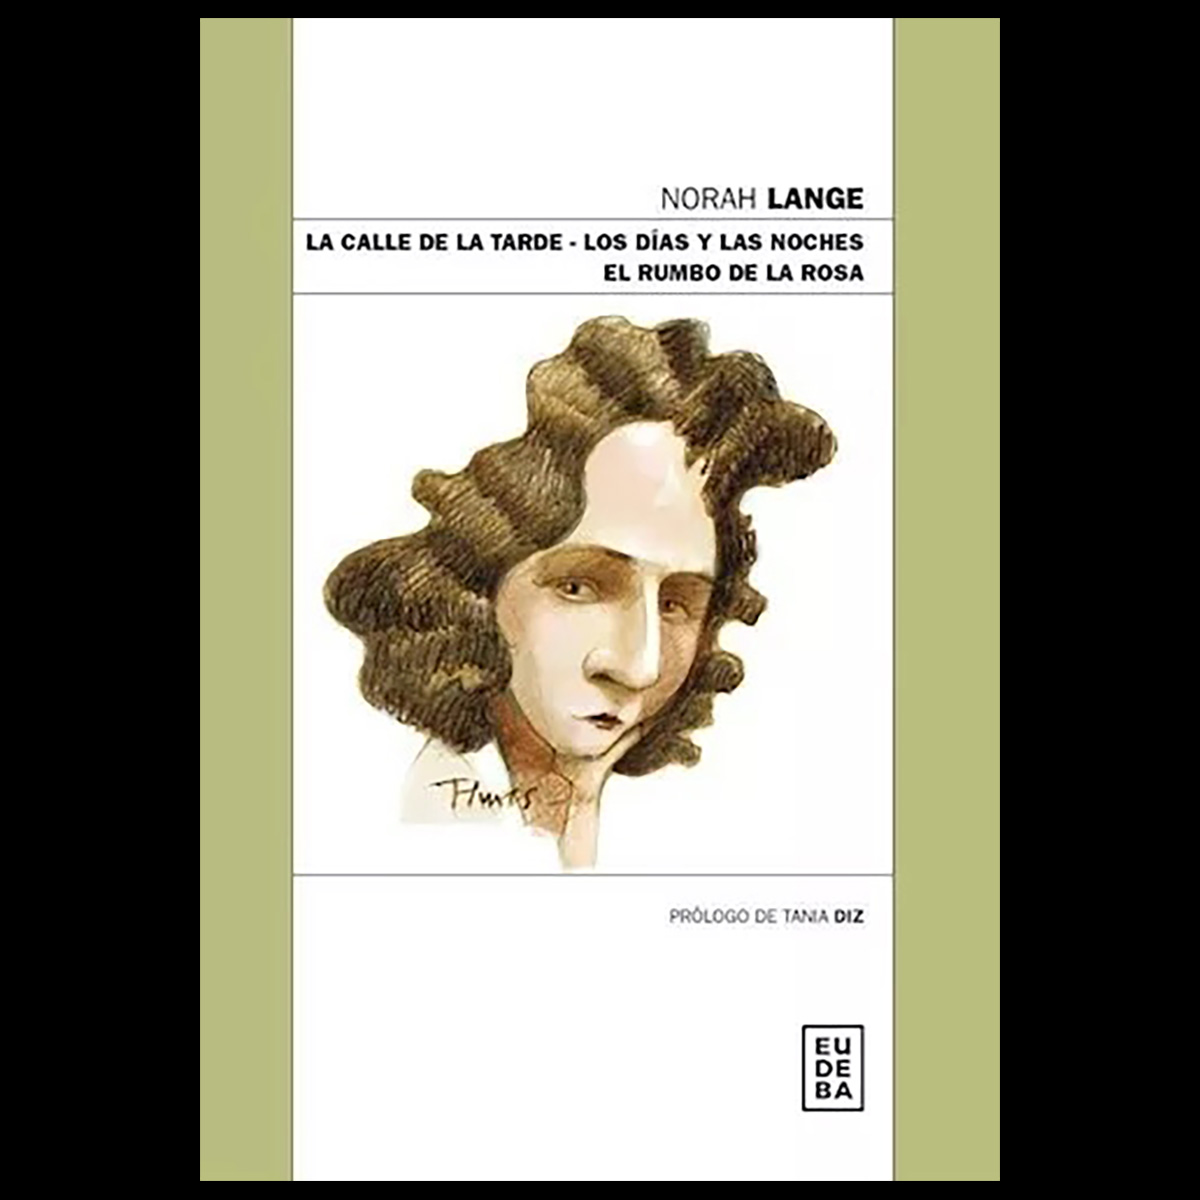 NORAH LANGE
LA CALLE DE LA TARDE - LOS DÍAS Y LAS NOCHES
EL RUMBO DE LA ROSA
PRÓLOGO DE TANIA DIZ
EU
DE
BA